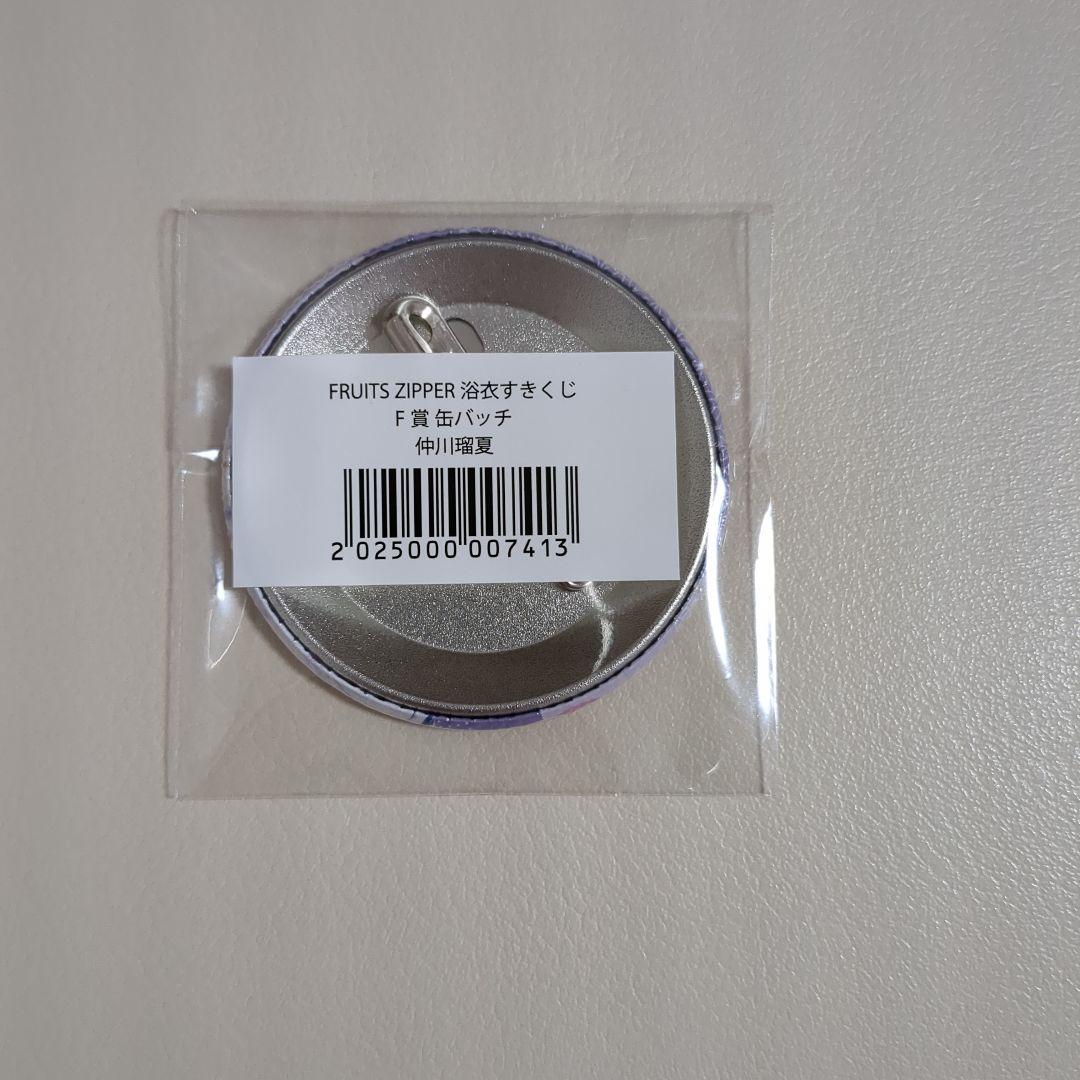 FRUITS ZIPPER 浴衣すきくじ
F 賞 缶バッチ
仲川瑠夏
2 025000 007413